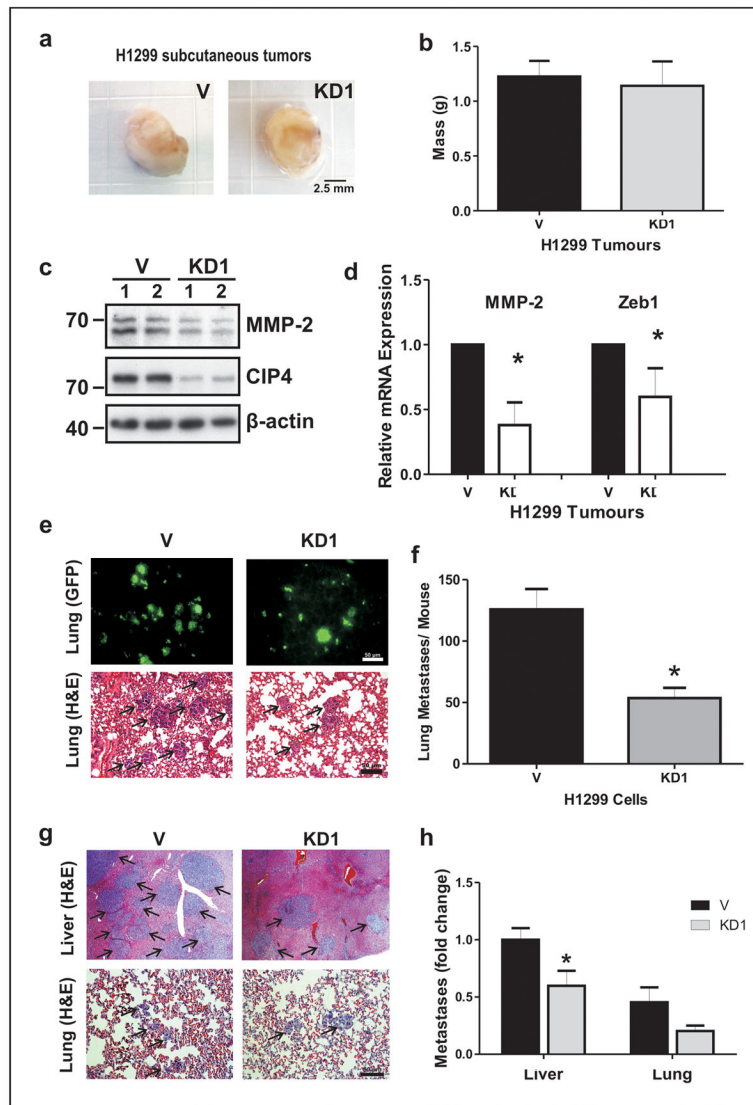 a
H1299 subcutaneous tumors
V
KD1
2.5 mm
b
Mass (g)
1.5
1.0
0.5
0.0
V
KD1
H1299 Tumours
c
V
KD1
1 2 1 2
70
MMP-2
70
CIP4
40
β-actin
d
Relative mRNA Expression
MMP-2
Zeb1
1.0
0.5
0.0
*
*
V
KD
V
KD
H1299 Tumours
e
V
KD1
Lung (GFP)
50 µm
Lung (H&E)
f
Lung Metastases/ Mouse
150
100
50
0
*
V
KD1
H1299 Cells
g
V
KD1
Liver (H&E)
Lung (H&E)
h
Metastases (fold change)
1.5
1.0
0.5
0.0
V
KD1
*
Liver
Lung